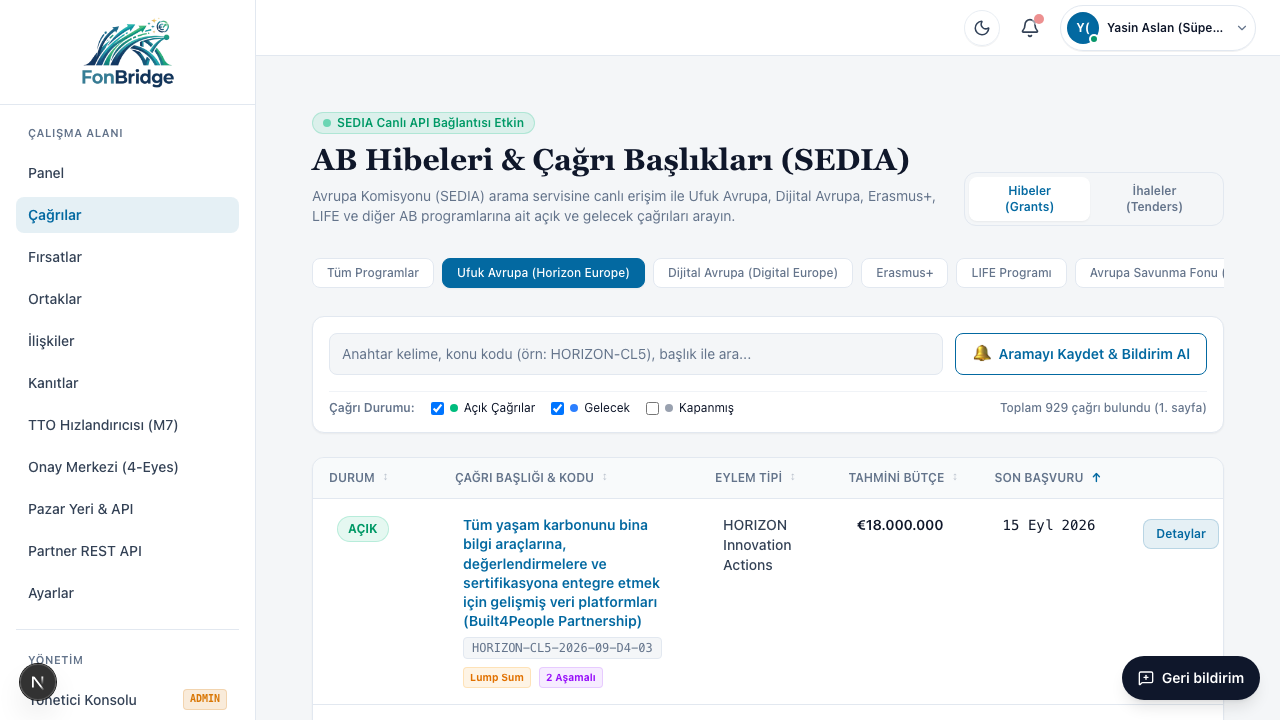 FonBridge
ÇALIŞMA ALANI
Panel
Çağrılar
Fırsatlar
Ortaklar
İlişkiler
Kanıtlar
TTO Hızlandırıcısı (M7)
Onay Merkezi (4-Eyes)
Pazar Yeri & API
Partner REST API
Ayarlar
YÖNETİM
N
Yönetici Konsolu
ADMIN
Y(
Yasin Aslan (Süpe...
SEDIA Canlı API Bağlantısı Etkin
AB Hibeleri & Çağrı Başlıkları (SEDIA)
Avrupa Komisyonu (SEDIA) arama servisine canlı erişim ile Ufuk Avrupa, Dijital Avrupa, Erasmus+,
LIFE ve diğer AB programlarına ait açık ve gelecek çağrıları arayın.
Hibeler
(Grants)
İhaleler
(Tenders)
Tüm Programlar
Ufuk Avrupa (Horizon Europe)
Dijital Avrupa (Digital Europe)
Erasmus+
LIFE Programı
Avrupa Savunma Fonu (
Anahtar kelime, konu kodu (örn: HORIZON-CL5), başlık ile ara...
Aramayı Kaydet & Bildirim Al
Çağrı Durumu:
Açık Çağrılar
Gelecek
Kapanmış
Toplam 929 çağrı bulundu (1. sayfa)
DURUM ↕
ÇAĞRI BAŞLIĞI & KODU ↕
EYLEM TİPİ ↕
TAHMİNİ BÜTÇE ↕
SON BAŞVURU ↑
AÇIK
Tüm yaşam karbonunu bina
bilgi araçlarına,
değerlendirmelere ve
sertifikasyona entegre etmek
için gelişmiş veri platformları
(Built4People Partnership)
HORIZON-CL5-2026-09-D4-03
Lump Sum
2 Aşamalı
HORIZON
Innovation
Actions
€18.000.000
15 Eyl 2026
Detaylar
Geri bildirim